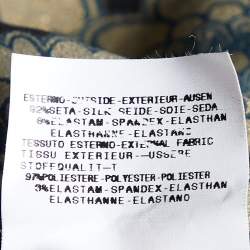 ESTERNO-OUTSIDE-EXTERIEUR-AUSEN
92%SETA-SILK SEIDE-SOIE-SEDA
8%ELASTAM-SPANDEX-ELASTHAN
ELASTHANNE-ELASTANO
TESSUTO ESTERNO-EXTERNAL FABRIC
TISSU EXTERIEUR-USSERE
STOFFQUALIT-T
97%POLIESTERE-POLYESTER-POLIESTER
3%ELASTAM-SPANDEX-ELASTHAN
ELASTHANNE-ELASTANO